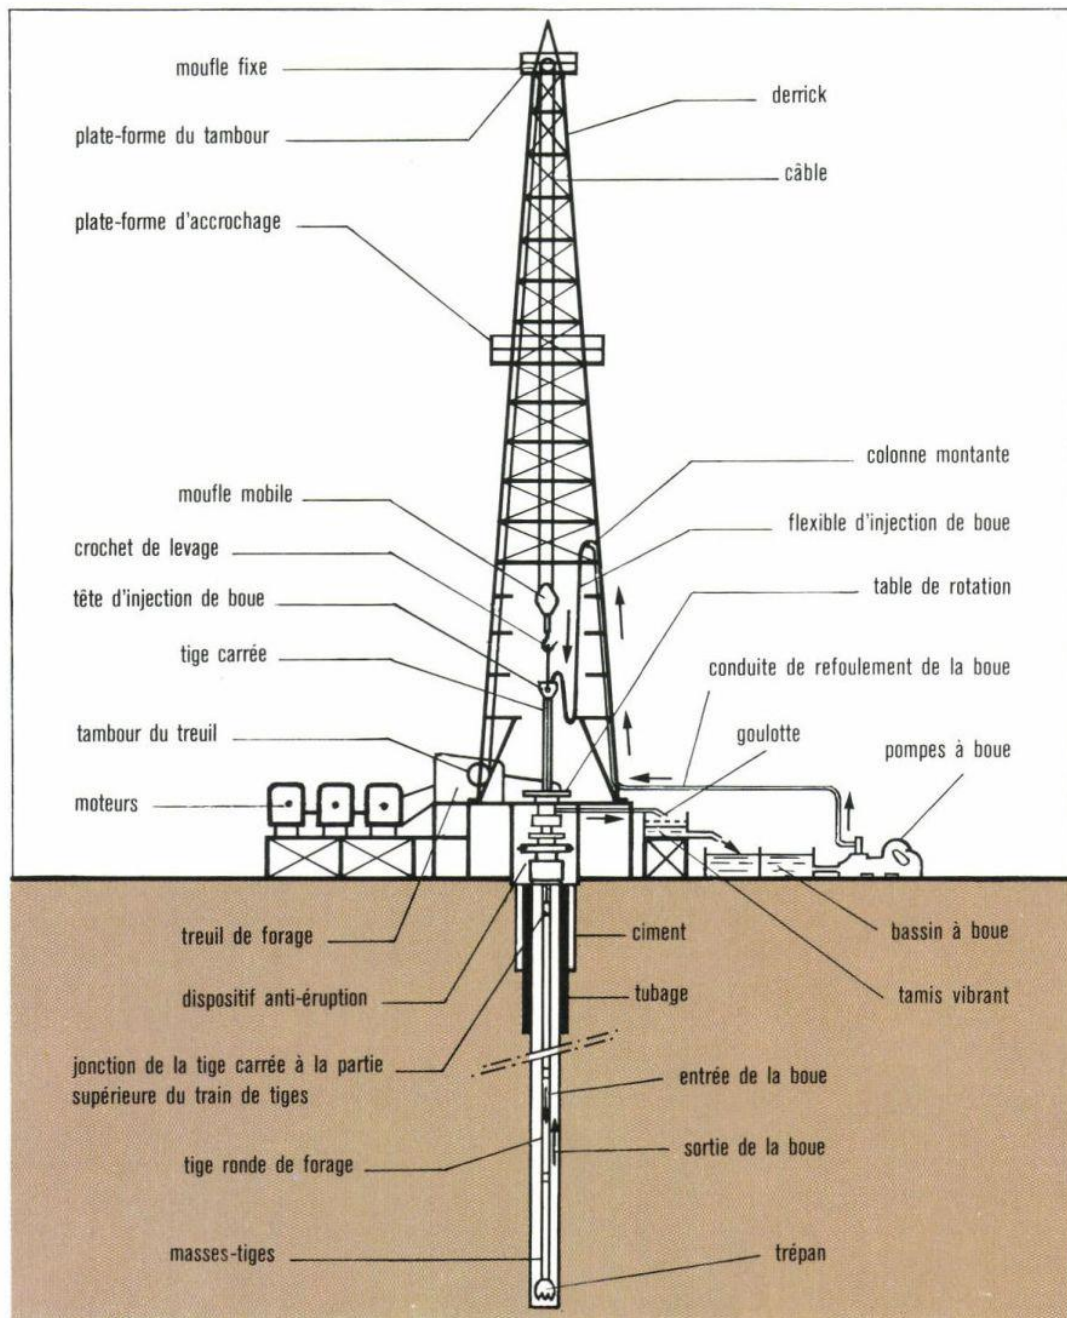 moufle fixe
derrick
plate-forme du tambour
câble
plate-forme d'accrochage
colonne montante
moufle mobile
flexible d'injection de boue
crochet de levage
table de rotation
tête d'injection de boue
tige carrée
conduite de refoulement de la boue
tambour du treuil
goulotte
pompes à boue
moteurs
treuil de forage
ciment
bassin à boue
dispositif anti-éruption
tubage
tamis vibrant
jonction de la tige carrée à la partie
supérieure du train de tiges
entrée de la boue
sortie de la boue
tige ronde de forage
masses-tiges
trépan